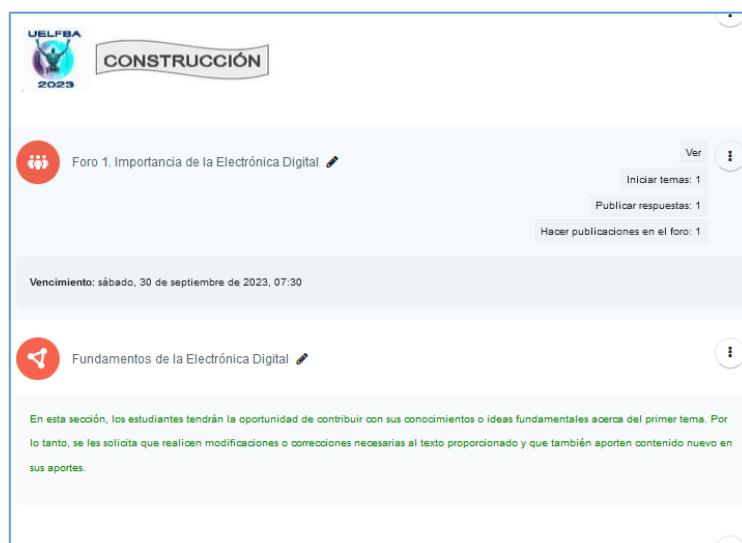 UELFBA
2023
CONSTRUCCIÓN
Foro 1. Importancia de la Electrónica Digital
Ver
Iniciar temas: 1
Publicar respuestas: 1
Hacer publicaciones en el foro: 1
Vencimiento: sábado, 30 de septiembre de 2023, 07:30
Fundamentos de la Electrónica Digital
En esta sección, los estudiantes tendrán la oportunidad de contribuir con sus conocimientos o ideas fundamentales acerca del primer tema. Por
lo tanto, se les solicita que realicen modificaciones o correcciones necesarias al texto proporcionado y que también aporten contenido nuevo en
sus aportes.